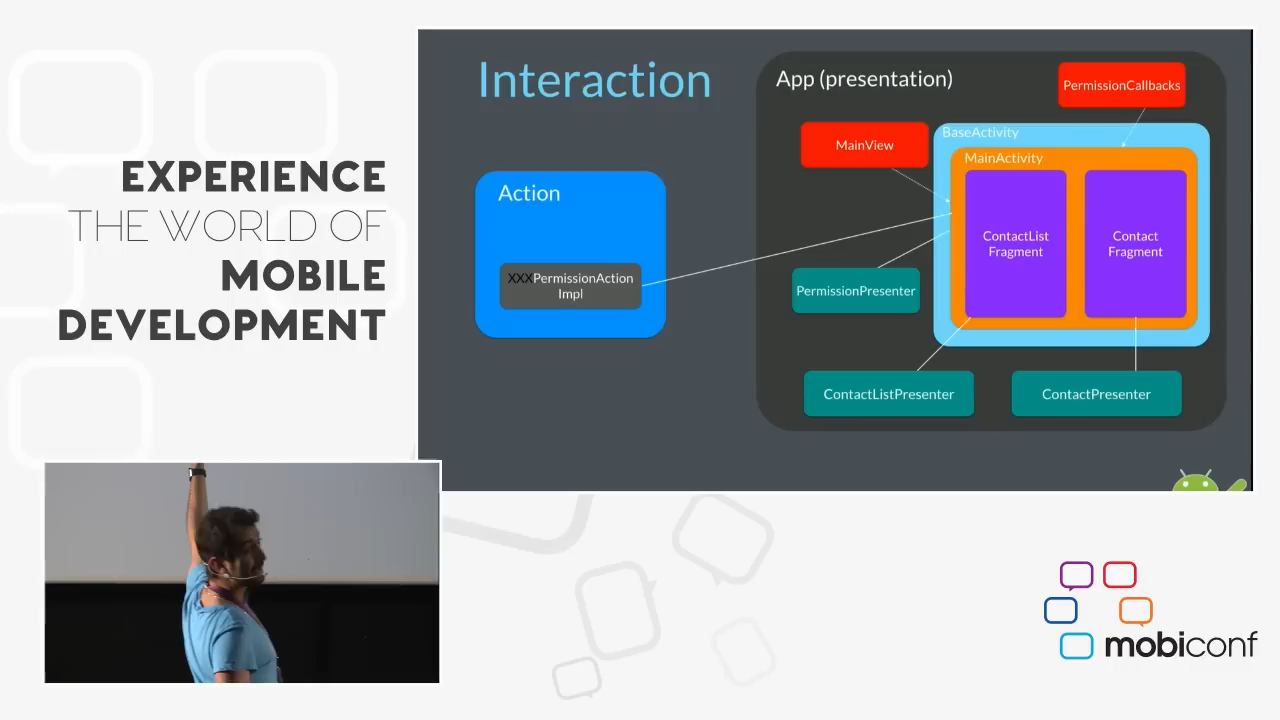 EXPERIENCE
THE WORLD OF
MOBILE
DEVELOPMENT
Interaction
Action
XXXPermissionAction
Impl
App (presentation)
PermissionCallbacks
MainView
BaseActivity
MainActivity
ContactList
Fragment
Contact
Fragment
PermissionPresenter
ContactListPresenter
ContactPresenter
mobiconf